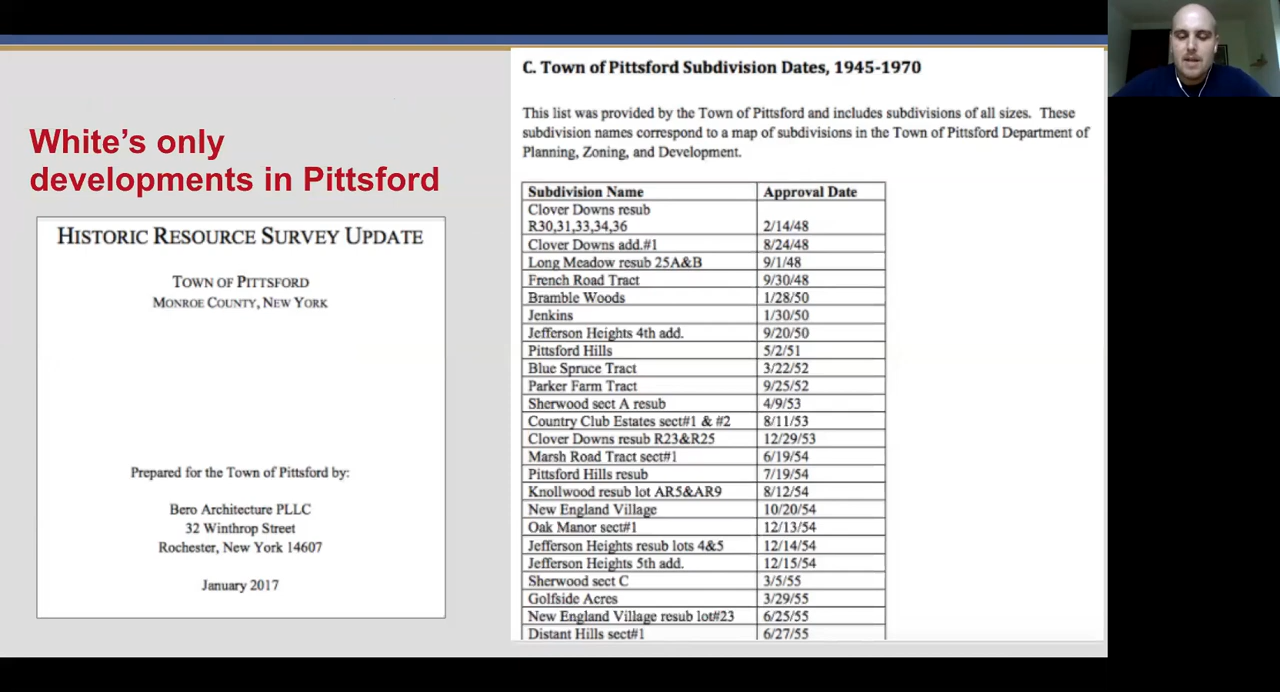 White's only
developments in Pittsford
HISTORIC RESOURCE SURVEY UPDATE
TOWN OF PITTSFORD
MONROE COUNTY, NEW YORK
Prepared for the Town of Pittsford by:
Bero Architecture PLLC
32 Winthrop Street
Rochester, New York 14607
January 2017
C. Town of Pittsford Subdivision Dates, 1945-1970
This list was provided by the Town of Pittsford and includes subdivisions of all sizes. These
subdivision names correspond to a map of subdivisions in the Town of Pittsford Department of
Planning, Zoning, and Development.
Subdivision Name Approval Date
Clover Downs resub
R30,31,33,34,36 2/14/48
Clover Downs add.#1 8/24/48
Long Meadow resub 25A&B 9/1/48
French Road Tract 9/30/48
Bramble Woods 1/28/50
Jenkins 1/30/50
Jefferson Heights 4th add. 9/20/50
Pittsford Hills 5/2/51
Blue Spruce Tract 3/22/52
Parker Farm Tract 9/25/52
Sherwood sect A resub 4/9/53
Country Club Estates sect#1 & #2 8/11/53
Clover Downs resub R23&R25 12/29/53
Marsh Road Tract sect#1 6/19/54
Pittsford Hills resub 7/19/54
Knollwood resub lot AR5&AR9 8/12/54
New England Village 10/20/54
Oak Manor sect#1 12/13/54
Jefferson Heights resub lots 4&5 12/14/54
Jefferson Heights 5th add. 12/15/54
Sherwood sect C 3/5/55
Golfside Acres 3/29/55
New England Village resub lot#23 6/25/55
Distant Hills sect#1 6/27/55